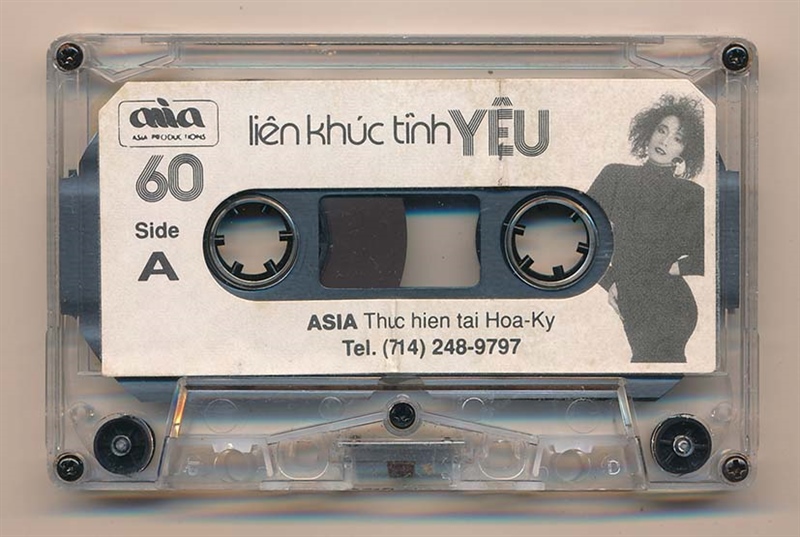 asia
ASIA PRODUCTIONS
liên khúc tình YÊU
60
Side
A
ASIA Thuc hien tai Hoa-Ky
Tel. (714) 248-9797